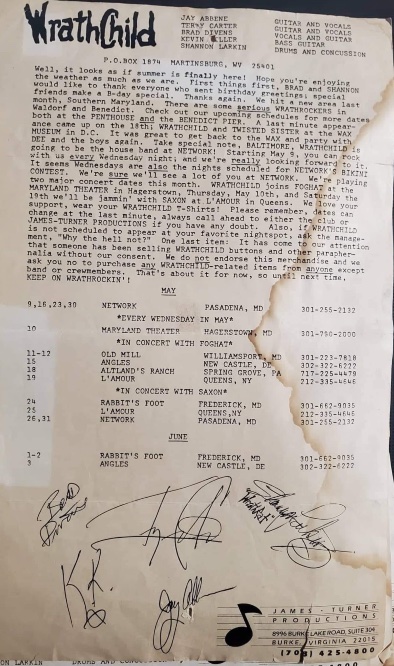 WrathChild
JAY ABBENE GUITAR AND VOCALS
TERRY CARTER GUITAR AND VOCALS
BRAD DIVENS VOCALS AND GUITAR
KEVIN K LLER BASS GUITAR
SHANNON LARKIN DRUMS AND CONCUSSION
P.O.BOX 1874 MARTINSBURG, WV 25401
Well, it looks as if summer is finally here! Hope you're enjoying
the weather as much as we are. First things first, BRAD and SHANNON
would like to thank everyone who sent birthday greetings; special
friends make a B-day special. Thanks again. We hit a new area last
month, Southern Maryland. There are some serious WRATHROCKERS in
Waldorf and Benedict. Check out our upcoming schedules for more dates
at both the PENTHOUSE and the BENEDICT PIER. A last minute appear-
ance came up on the 18th; WRATHCHILD and TWISTED SISTER at the WAX
MUSEUM in D.C. It was great to get back to the WAX and party with
DEE and the boys again. Take special note, BALTIMORE, WRATHCHILD is
going to be the house band at NETWORK! Starting May 9, you can rock
with us every Wednesday night, and we're really looking forward to it.
It seems Wednesdays are also the nights scheduled for NETWORK'S BIKINI
CONTEST. We're sure we'll see a lot of you at NETWORK. We're playing
two major concert dates this month. WRATHCHILD joins FOGHAT at the
MARYLAND THEATER in Hagerstown, Thursday, May 10th, and Saturday the
19th we'll be jammin' with SAXON at L'AMOUR in Queens. We love your
support, wear your WRATHCHILD T-Shirts! Please remember, dates can
change at the last minute, always call ahead to either the club or
JAMES-TURNER PRODUCTIONS if you have any doubt. Also, if WRATHCHILD
is not scheduled to appear at your favorite nightspot, ask the manage-
ment, "Why the hell not?" One last item: It has come to our attention
that someone has been selling WRATHCHILD buttons and other parapher-
nalia without our consent. We do not endorse this merchandise and we
ask you no to purchase any WRATHCHILD-related items from anyone except
band or crewmembers. That's about it for now, so until next time,
KEEP ON WRATHROCKIN'!
MAY
9,16,23,30 NETWORK PASADENA, MD 301-255-2132
*EVERY WEDNESDAY IN MAY*
10 MARYLAND THEATER HAGERSTOWN, MD 301-790-2000
*IN CONCERT WITH FOGHAT*
11-12 OLD MILL WILLIAMSPORT, MD 301-223-7818
15 ANGLES NEW CASTLE, DE 302-322-6222
18 ALTLAND'S RANCH SPRING GROVE, PA 717-225-4479
19 L'AMOUR QUEENS, NY 212-335-4646
*IN CONCERT WITH SAXON*
24 RABBIT'S FOOT FREDERICK, MD 301-662-9035
25 L'AMOUR QUEENS,NY 212-335-4646
26,31 NETWORK PASADENA, MD 301-255-2132
JUNE
1-2 RABBIT'S FOOT FREDERICK, MD 301-662-9035
3 ANGLES NEW CASTLE, DE 302-322-6222
Brad Divens
K.K.
Jay
JAMES - TURNER
PRODUCTIONS
8996 BURKE LAKE ROAD, SUITE 304
BURKE, VIRGINIA 22015
(703) 425-4800
ON LARKIN DRUMS AND CONCUSSION